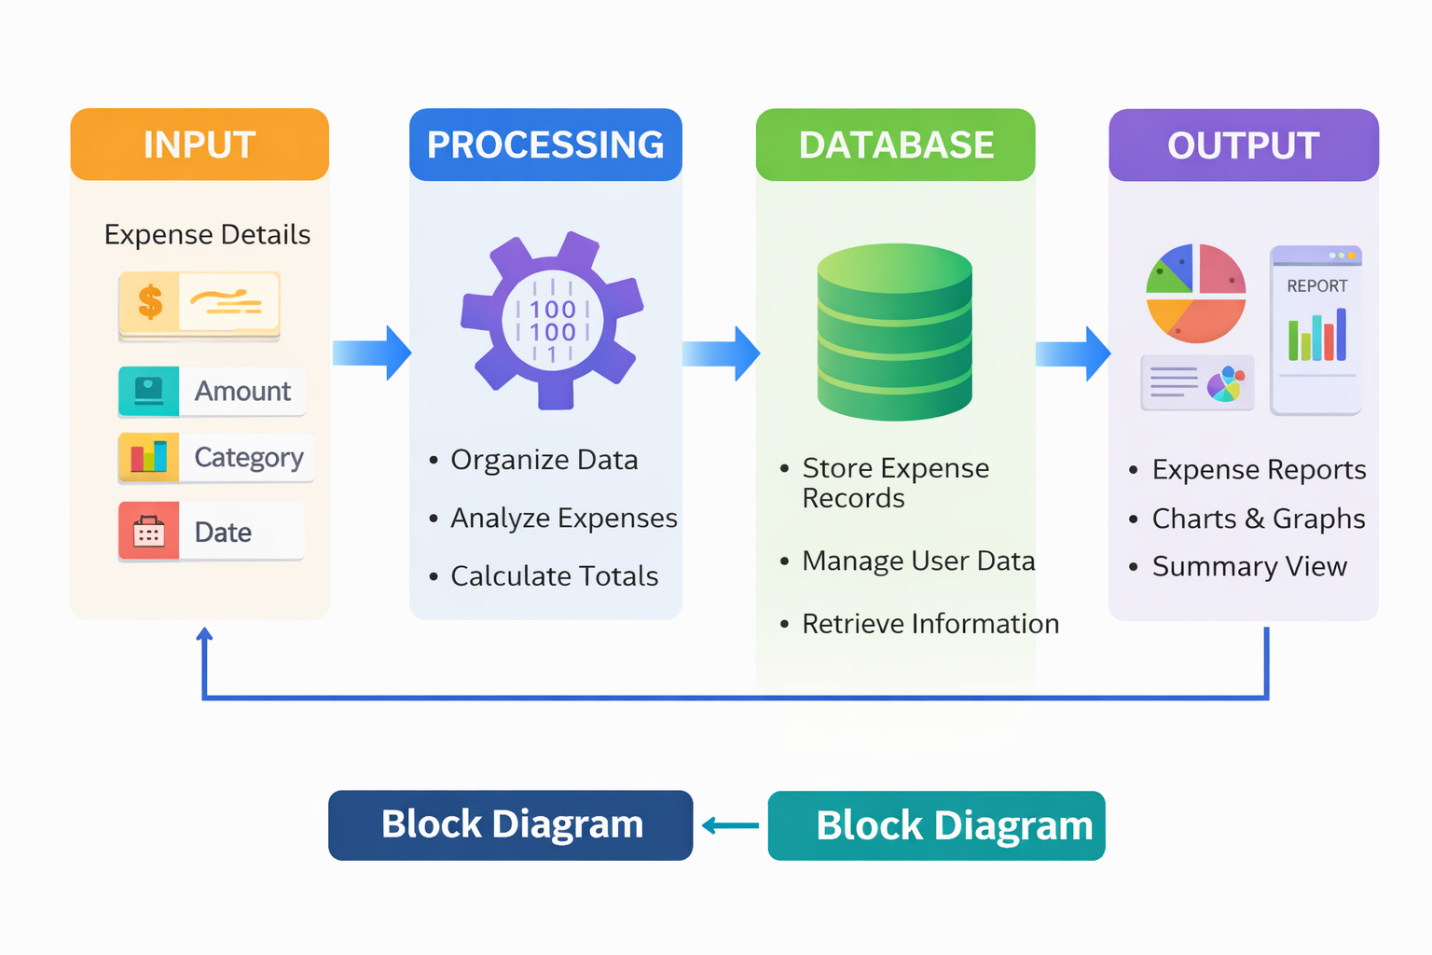 INPUT
Expense Details
$
Amount
Category
Date
PROCESSING
100
100
1
• Organize Data
• Analyze Expenses
• Calculate Totals
DATABASE
• Store Expense
Records
• Manage User Data
• Retrieve Information
OUTPUT
REPORT
• Expense Reports
• Charts & Graphs
• Summary View
Block Diagram
Block Diagram